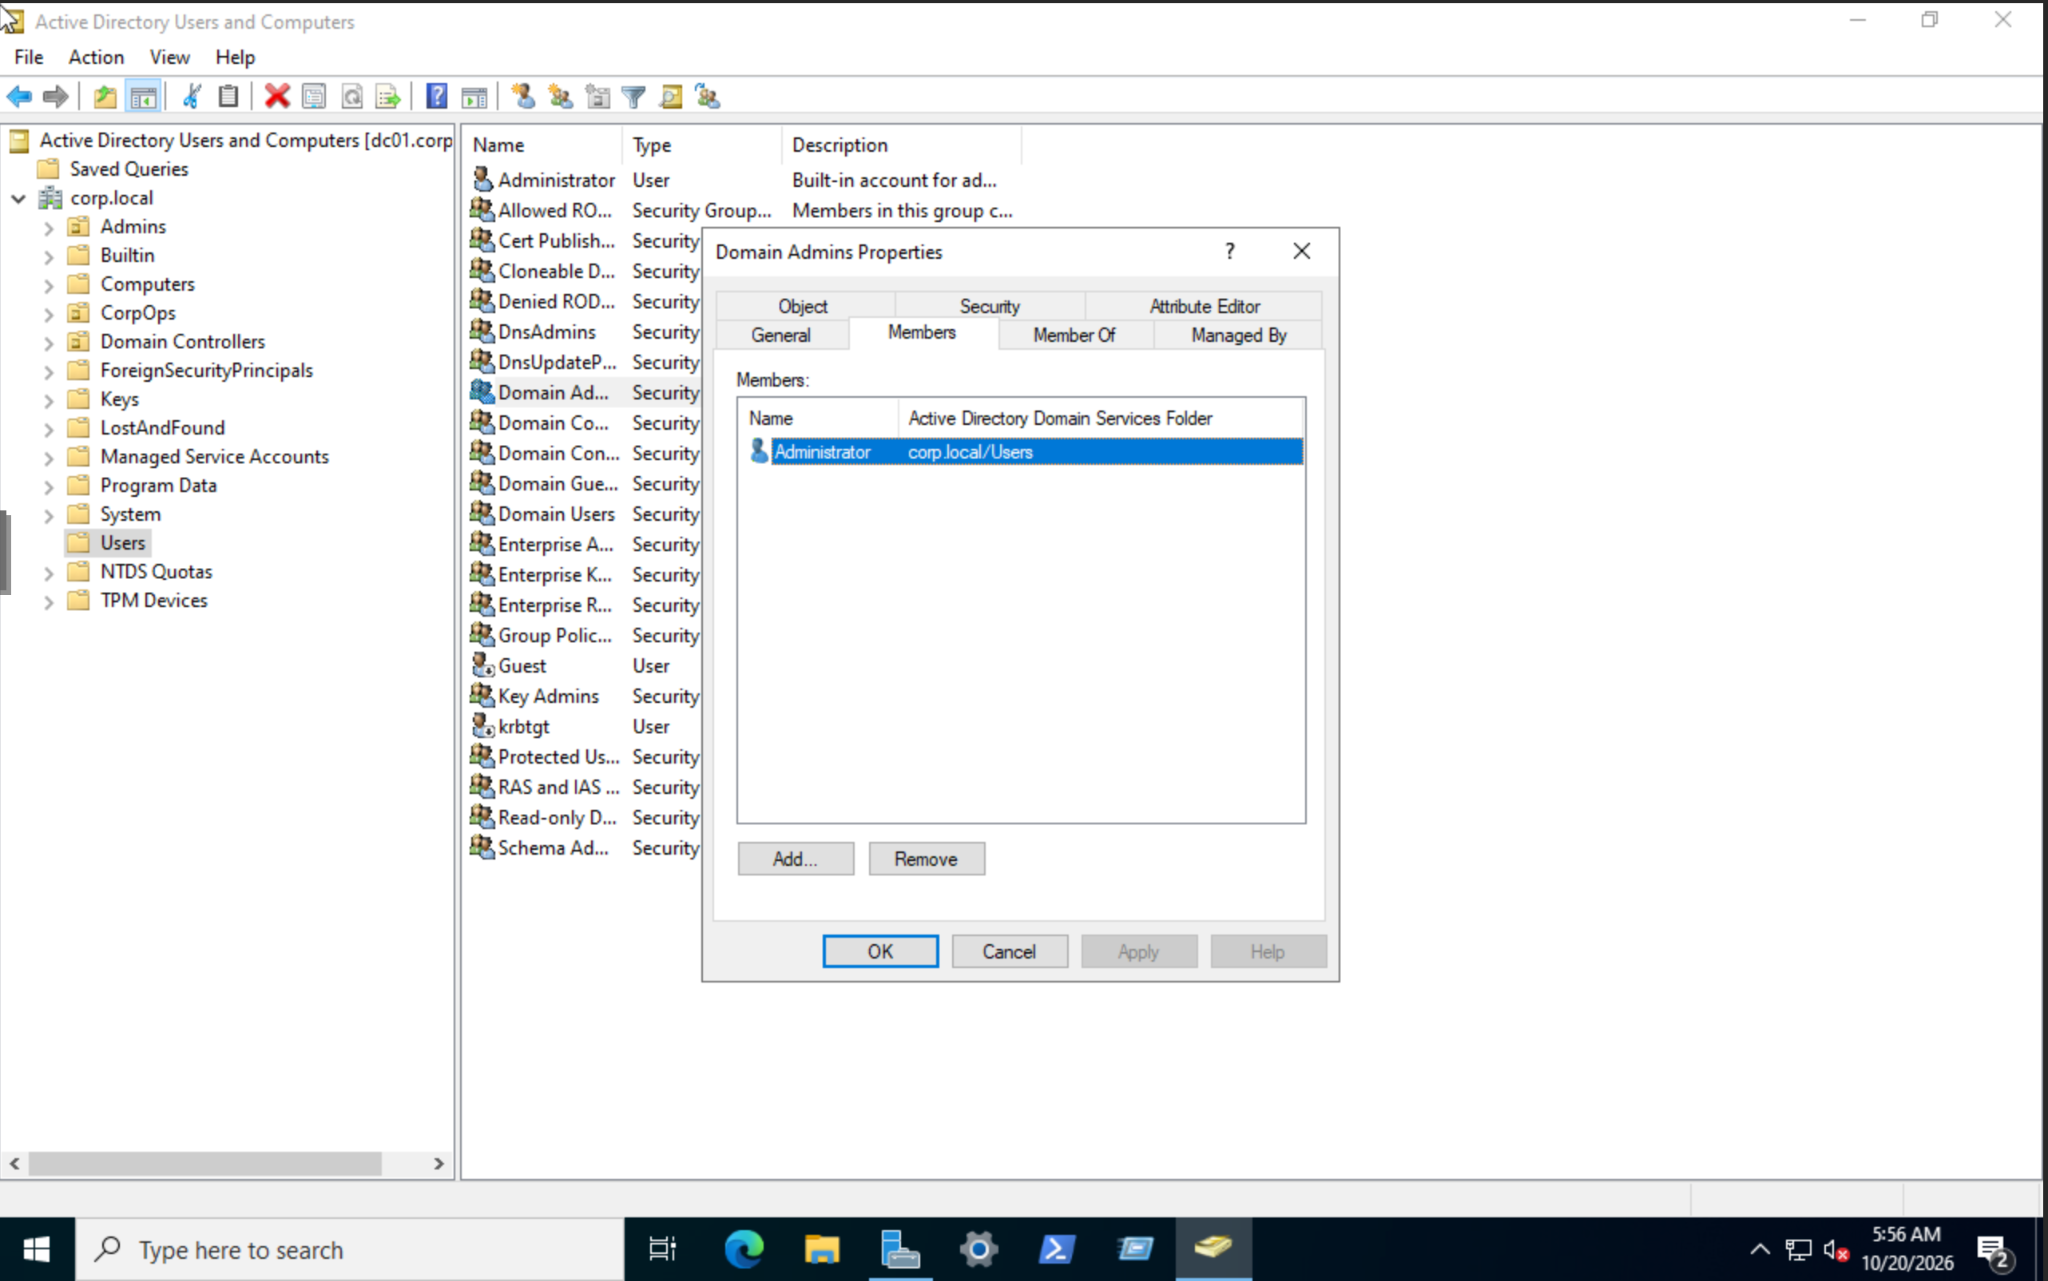 Active Directory Users and Computers
File Action View Help
Active Directory Users and Computers [dc01.corp
Saved Queries
corp.local
Admins
Builtin
Computers
CorpOps
Domain Controllers
ForeignSecurityPrincipals
Keys
LostAndFound
Managed Service Accounts
Program Data
System
Users
NTDS Quotas
TPM Devices
Name Type Description
Administrator User Built-in account for ad...
Allowed RO... Security Group... Members in this group c...
Cert Publish... Security
Cloneable D... Security
Denied ROD... Security
DnsAdmins Security
DnsUpdateP... Security
Domain Ad... Security
Domain Co... Security
Domain Con... Security
Domain Gue... Security
Domain Users Security
Enterprise A... Security
Enterprise K... Security
Enterprise R... Security
Group Polic... Security
Guest User
Key Admins Security
krbtgt User
Protected Us... Security
RAS and IAS ... Security
Read-only D... Security
Schema Ad... Security
Domain Admins Properties ?
Object Security Attribute Editor
General Members Member Of Managed By
Members:
Name Active Directory Domain Services Folder
Administrator corp.local/Users
Add... Remove
OK Cancel Apply Help
Type here to search
5:56 AM
10/20/2026
2